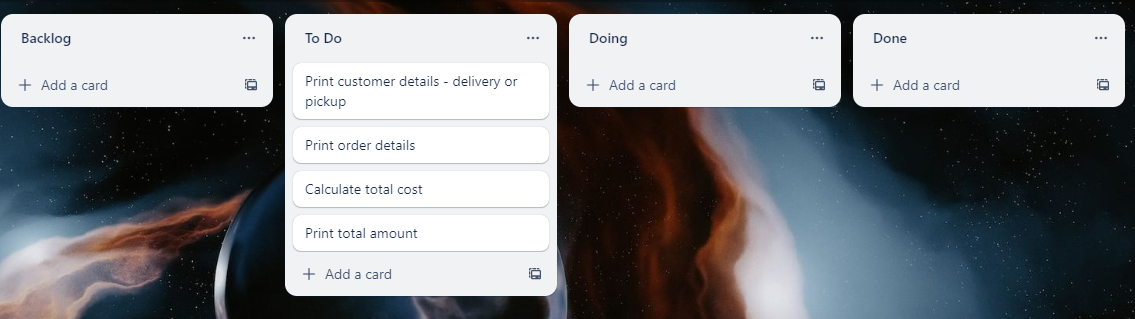 Backlog
Add a card
To Do
Print customer details - delivery or
pickup
Print order details
Calculate total cost
Print total amount
Add a card
Doing
Add a card
Done
Add a card